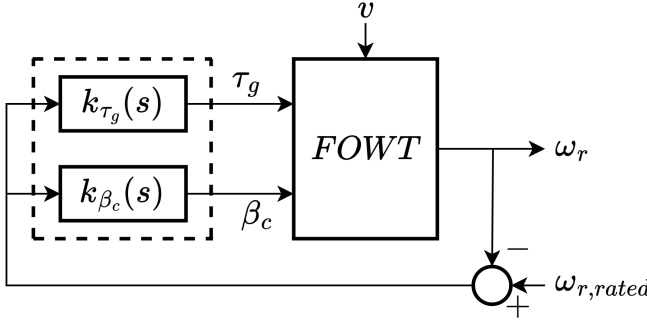 v
k_{τ_g}(s)
τ_g
FOWT
ω_r
k_{β_c}(s)
β_c
−
ω_{r,rated}
+